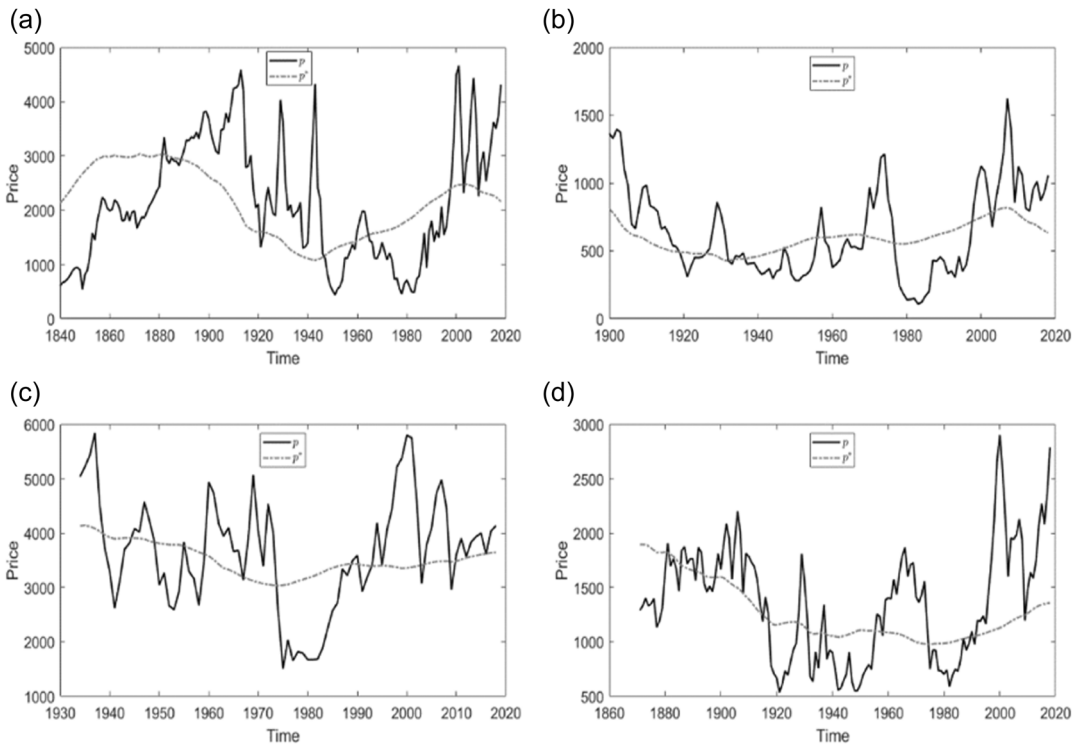 (a)
5000
4000
3000
2000
1000
0
Price
p
p*
1840 1860 1880 1900 1920 1940 1960 1980 2000 2020
Time
(b)
2000
1500
1000
500
0
Price
p
p*
1900 1920 1940 1960 1980 2000 2020
Time
(c)
6000
5000
4000
3000
2000
1000
Price
p
p*
1930 1940 1950 1960 1970 1980 1990 2000 2010 2020
Time
(d)
3000
2500
2000
1500
1000
500
Price
p
p*
1860 1880 1900 1920 1940 1960 1980 2000 2020
Time